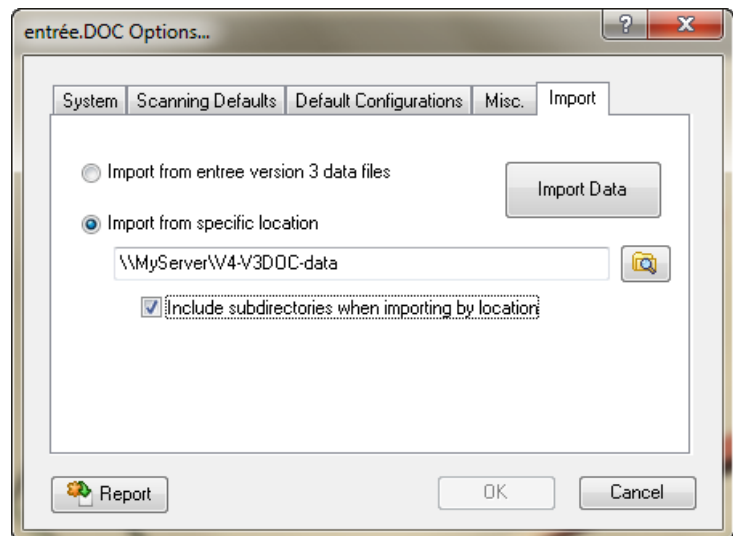 entrée.DOC Options...
?
X
System Scanning Defaults Default Configurations Misc. Import
Import from entree version 3 data files
Import Data
Import from specific location
\\MyServer\V4-V3DOC-data
Include subdirectories when importing by location
Report OK Cancel